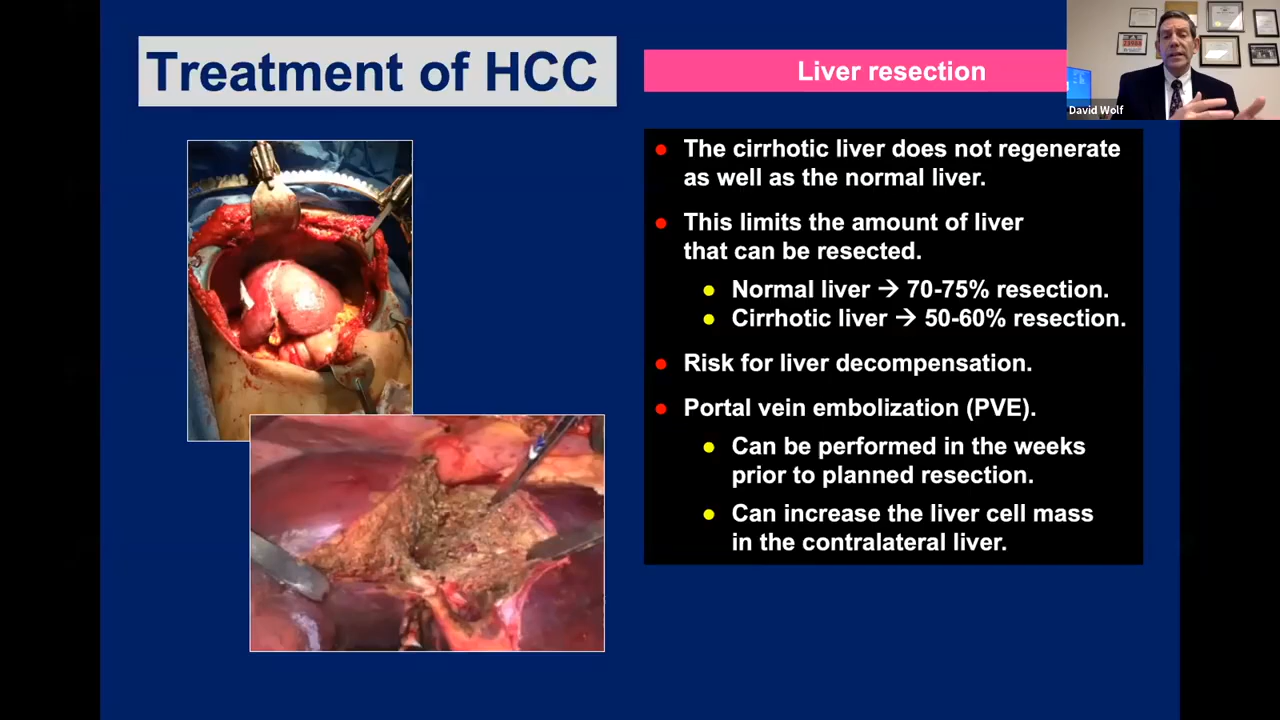 Treatment of HCC
Liver resection
David Wolf
The cirrhotic liver does not regenerate
as well as the normal liver.
This limits the amount of liver
that can be resected.
Normal liver → 70-75% resection.
Cirrhotic liver → 50-60% resection.
Risk for liver decompensation.
Portal vein embolization (PVE).
Can be performed in the weeks
prior to planned resection.
Can increase the liver cell mass
in the contralateral liver.